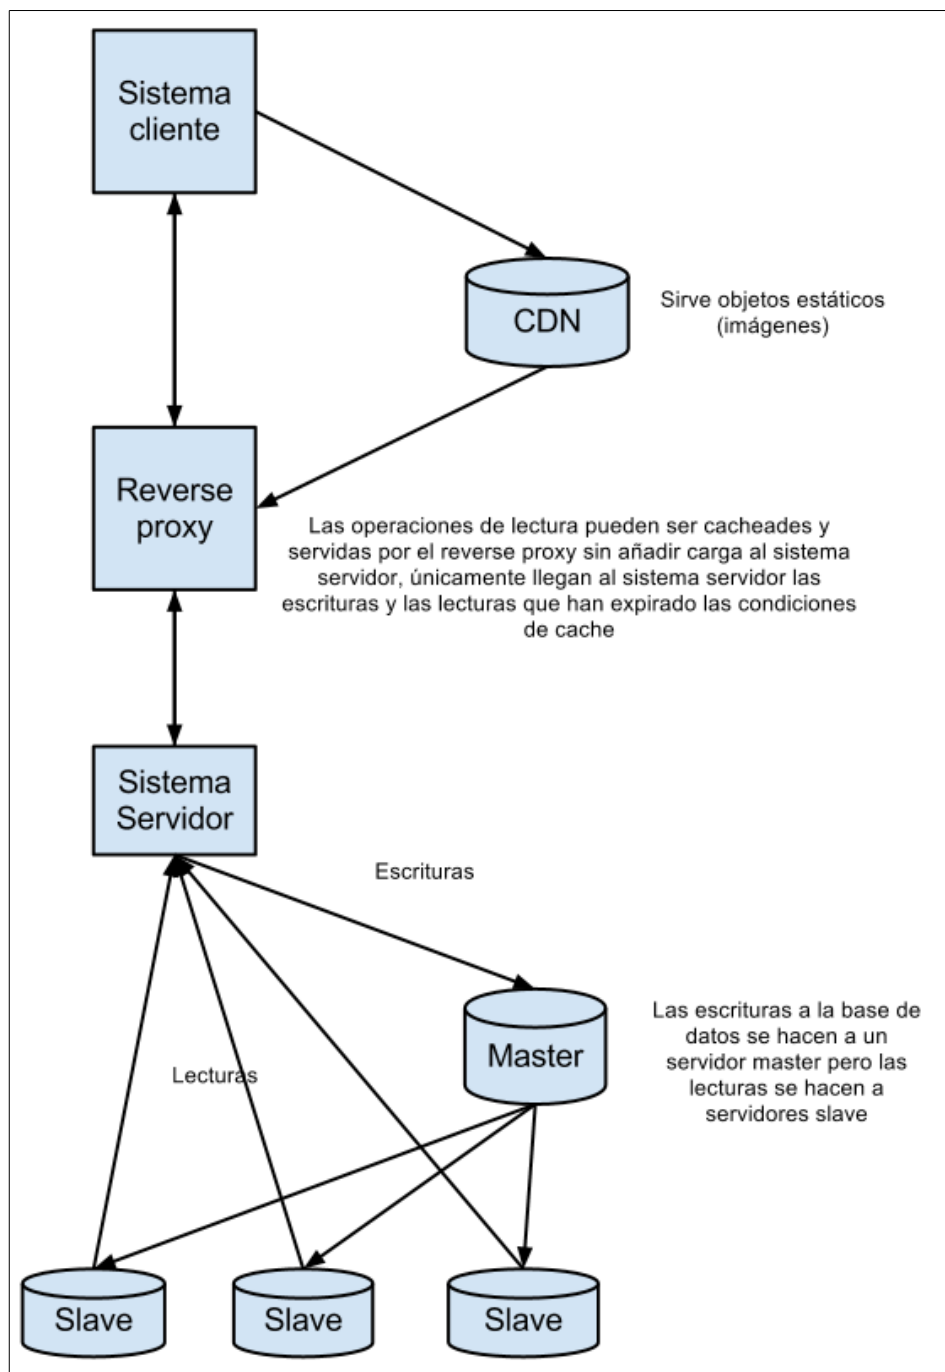 Sistema
cliente
CDN
Sirve objetos estáticos
(imágenes)
Reverse
proxy
Las operaciones de lectura pueden ser cacheades y
servidas por el reverse proxy sin añadir carga al sistema
servidor, únicamente llegan al sistema servidor las
escrituras y las lecturas que han expirado las condiciones
de cache
Sistema
Servidor
Escrituras
Master
Las escrituras a la base de
datos se hacen a un
servidor master pero las
lecturas se hacen a
servidores slave
Lecturas
Slave
Slave
Slave